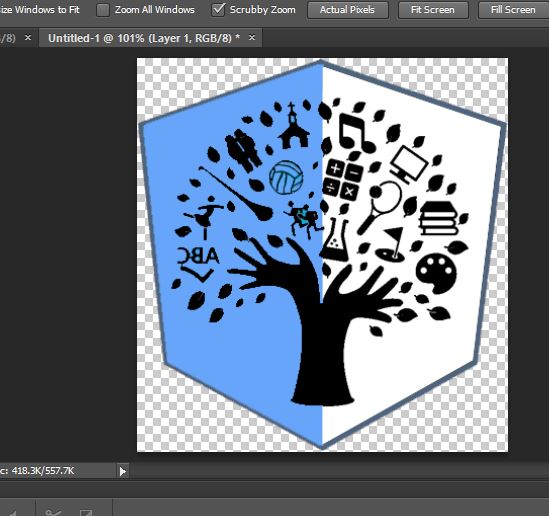 ize Windows to Fit Zoom All Windows Scrubby Zoom Actual Pixels Fit Screen Fill Screen
/8) × Untitled-1 @ 101% (Layer 1, RGB/8) * ×
ABC
c: 418.3K/557.7K